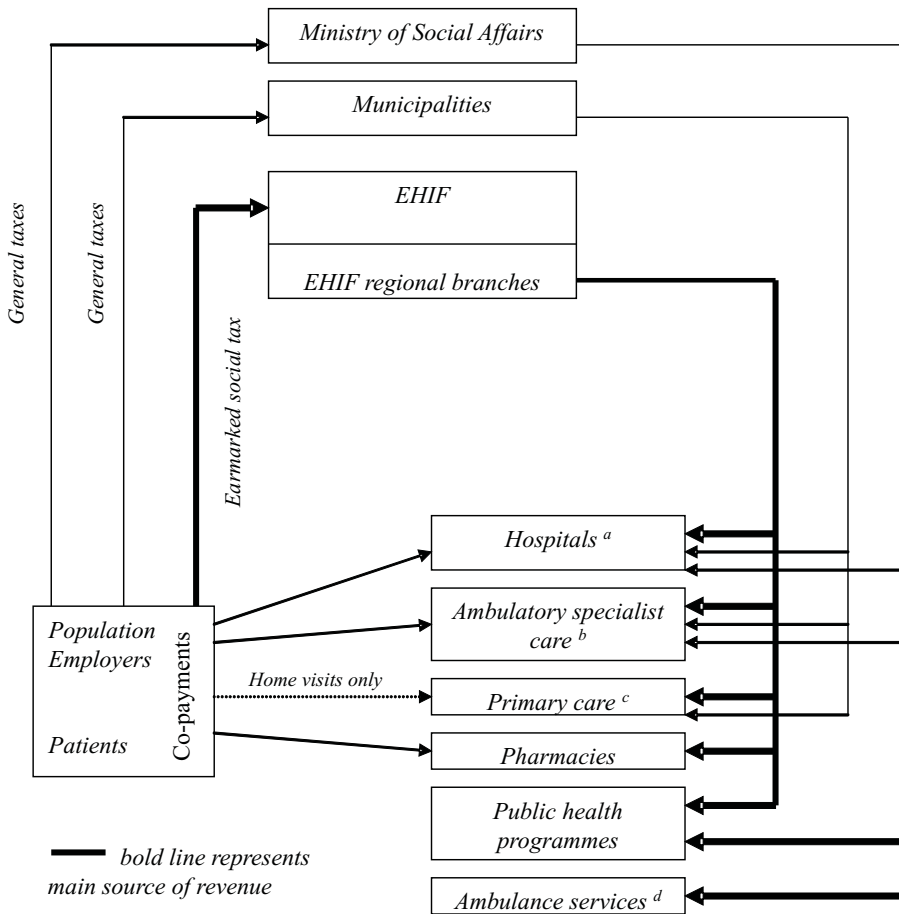 Ministry of Social Affairs
Municipalities
EHIF
EHIF regional branches
General taxes
General taxes
Earmarked social tax
Hospitals a
Ambulatory specialist
care b
Population
Employers
Co-payments
Home visits only
Primary care c
Patients
Pharmacies
Public health
programmes
bold line represents
main source of revenue
Ambulance services d